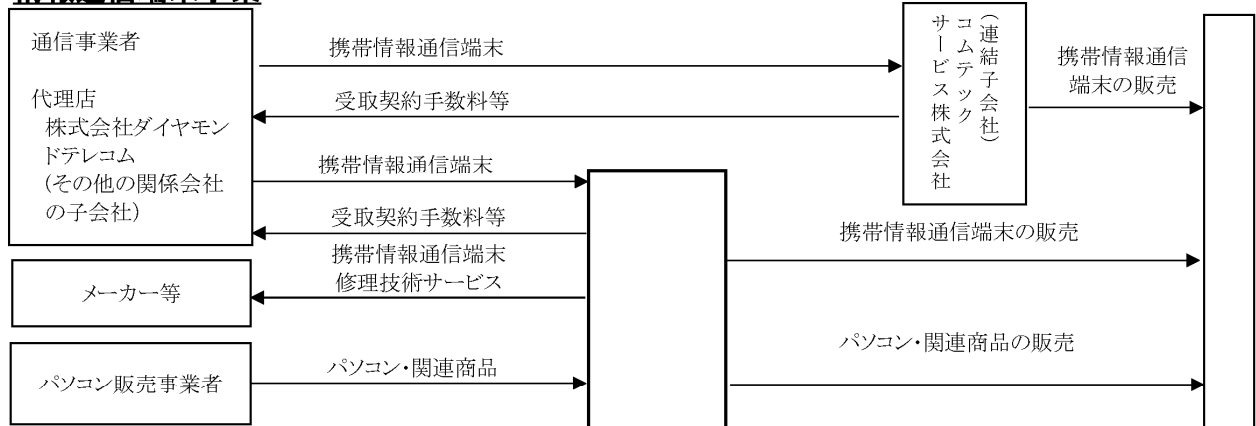 通信事業者
代理店
株式会社ダイヤモン
ドテレコム
(その他の関係会社
の子会社)
携帯情報通信端末
受取契約手数料等
(連結子会社)
コムテック
サービス株式会社
携帯情報通信
端末の販売
携帯情報通信端末
受取契約手数料等
携帯情報通信端末
修理技術サービス
携帯情報通信端末の販売
メーカー等
パソコン販売事業者
パソコン・関連商品
パソコン・関連商品の販売